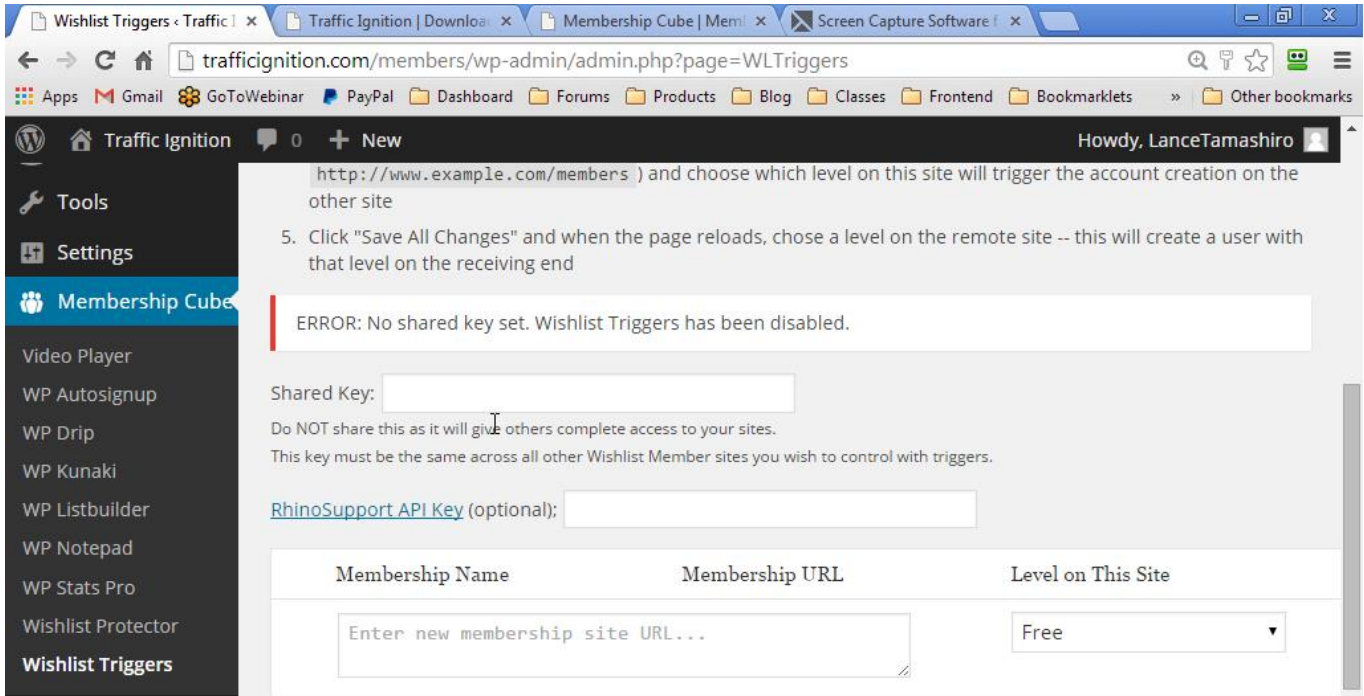 Wishlist Triggers ‹ Traffic I
Traffic Ignition | Downloa
Membership Cube | Mem
Screen Capture Software f
trafficignition.com/members/wp-admin/admin.php?page=WLTriggers
Apps Gmail GoToWebinar PayPal Dashboard Forums Products Blog Classes Frontend Bookmarklets » Other bookmarks
Traffic Ignition 0 + New Howdy, LanceTamashiro
Tools
Settings
Membership Cube
Video Player
WP Autosignup
WP Drip
WP Kunaki
WP Listbuilder
WP Notepad
WP Stats Pro
Wishlist Protector
Wishlist Triggers
http://www.example.com/members ) and choose which level on this site will trigger the account creation on the
other site
5. Click "Save All Changes" and when the page reloads, chose a level on the remote site -- this will create a user with
that level on the receiving end
ERROR: No shared key set. Wishlist Triggers has been disabled.
Shared Key:
Do NOT share this as it will give others complete access to your sites.
This key must be the same across all other Wishlist Member sites you wish to control with triggers.
RhinoSupport API Key (optional):
Membership Name Membership URL Level on This Site
Enter new membership site URL... Free